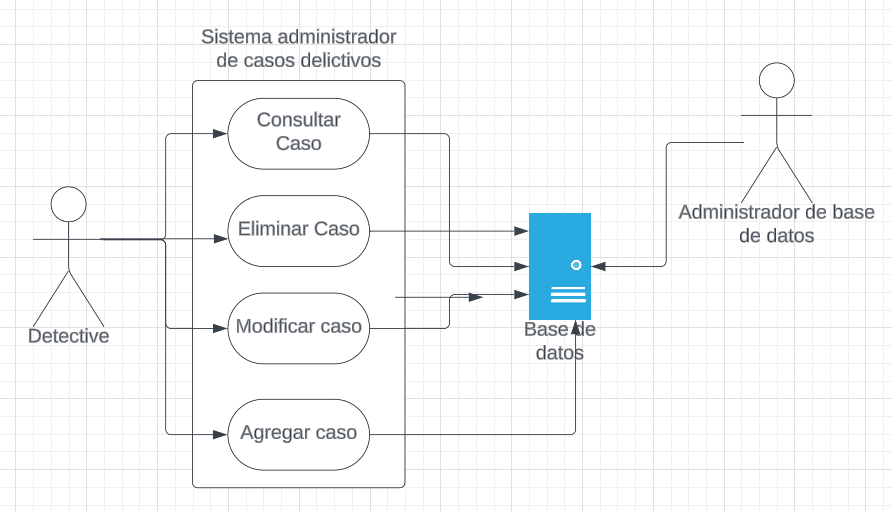 Sistema administrador
de casos delictivos
Consultar
Caso
Eliminar Caso
Modificar caso
Agregar caso
Detective
Base de
datos
Administrador de base
de datos